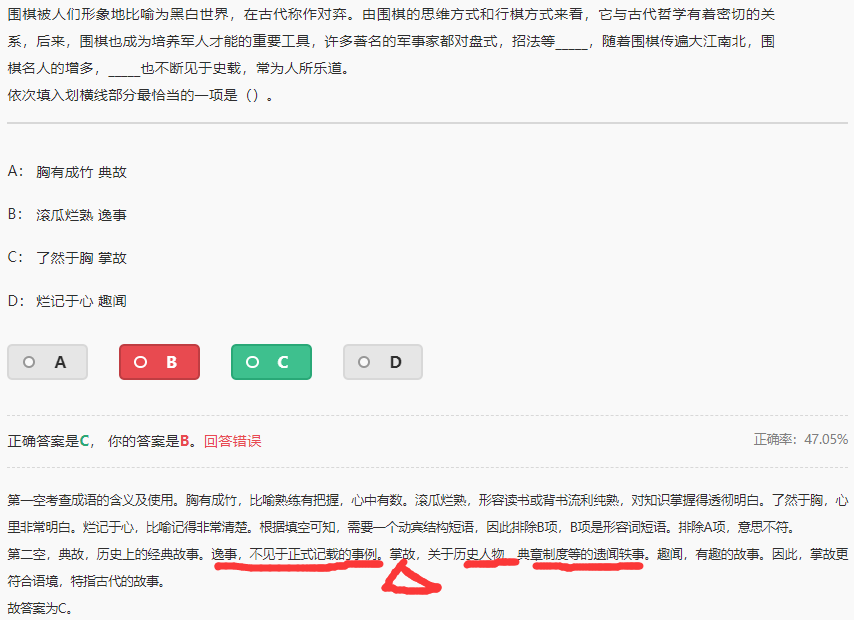 围棋被人们形象地比喻为黑白世界，在古代称作对弈。由围棋的思维方式和行棋方式来看，它与古代哲学有着密切的关
系，后来，围棋也成为培养军人才能的重要工具，许多著名的军事家都对盘式，招法等_____，随着围棋传遍大江南北，围
棋名人的增多，_____也不断见于史载，常为人所乐道。
依次填入划横线部分最恰当的一项是（）。
A： 胸有成竹 典故
B： 滚瓜烂熟 逸事
C： 了然于胸 掌故
D： 烂记于心 趣闻
A B C D
正确答案是C， 你的答案是B。回答错误 正确率：47.05%
第一空考查成语的含义及使用。胸有成竹，比喻熟练有把握，心中有数。滚瓜烂熟，形容读书或背书流利纯熟，对知识掌握得透彻明白。了然于胸，心
里非常明白。烂记于心，比喻记得非常清楚。根据填空可知，需要一个动宾结构短语，因此排除B项，B项是形容词短语。排除A项，意思不符。
第二空，典故，历史上的经典故事。逸事，不见于正式记载的事例。掌故，关于历史人物、典章制度等的遗闻轶事。趣闻，有趣的故事。因此，掌故更
符合语境，特指古代的故事。
故答案为C。